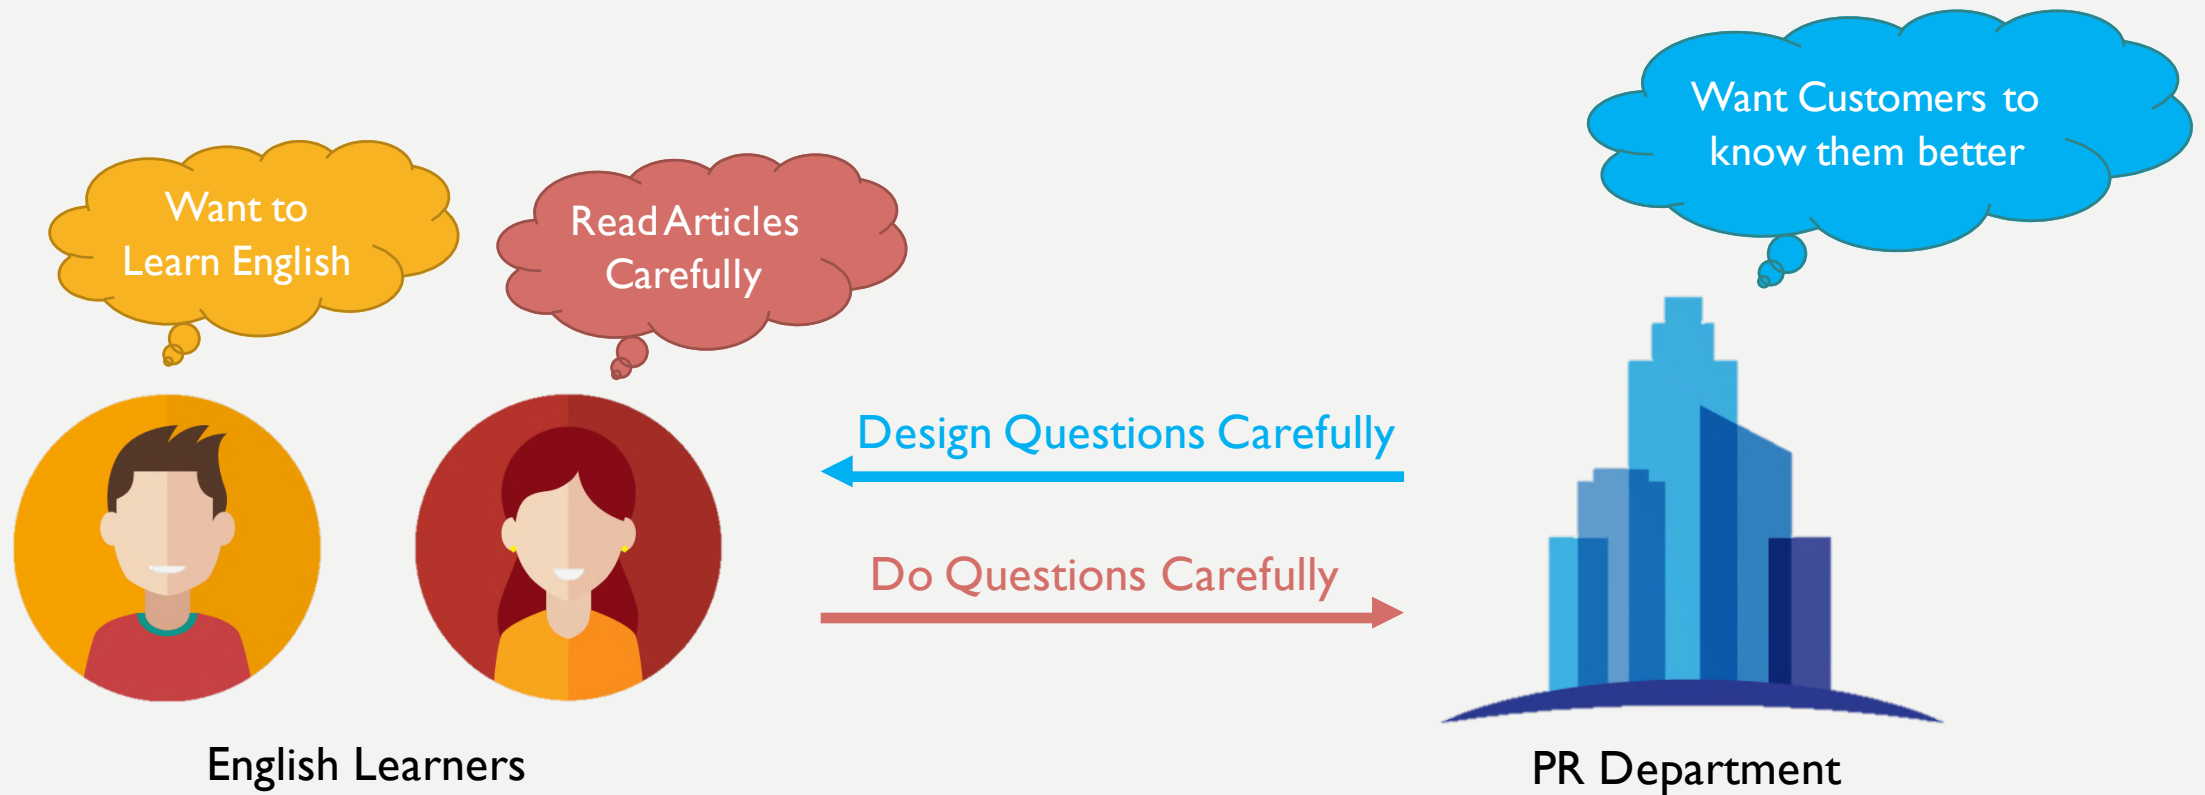 Want to
Learn English
Read Articles
Carefully
Want Customers to
know them better
Design Questions Carefully
Do Questions Carefully
English Learners
PR Department